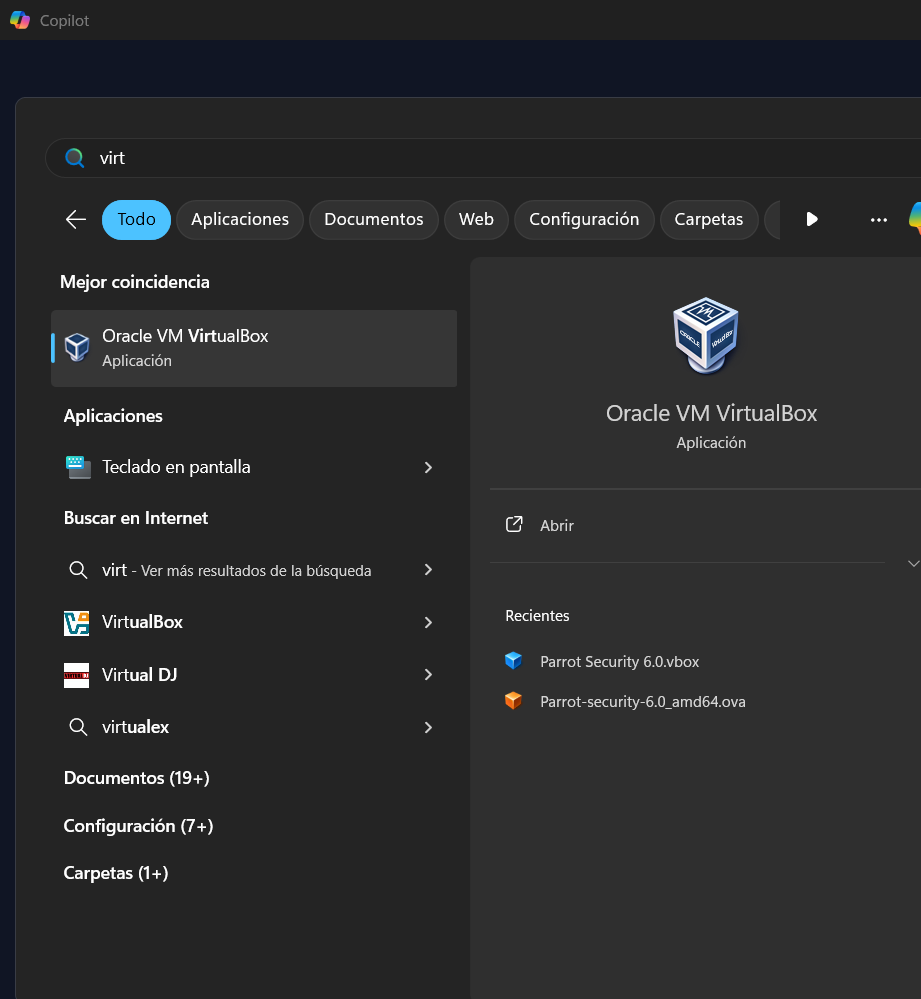 Copilot
virt
Todo
Aplicaciones
Documentos
Web
Configuración
Carpetas
Mejor coincidencia
Oracle VM VirtualBox
Aplicación
Aplicaciones
Teclado en pantalla
Buscar en Internet
virt - Ver más resultados de la búsqueda
VirtualBox
Virtual DJ
virtualex
Documentos (19+)
Configuración (7+)
Carpetas (1+)
ORACLE
VirtualBox
Oracle VM VirtualBox
Aplicación
Abrir
Recientes
Parrot Security 6.0.vbox
Parrot-security-6.0_amd64.ova